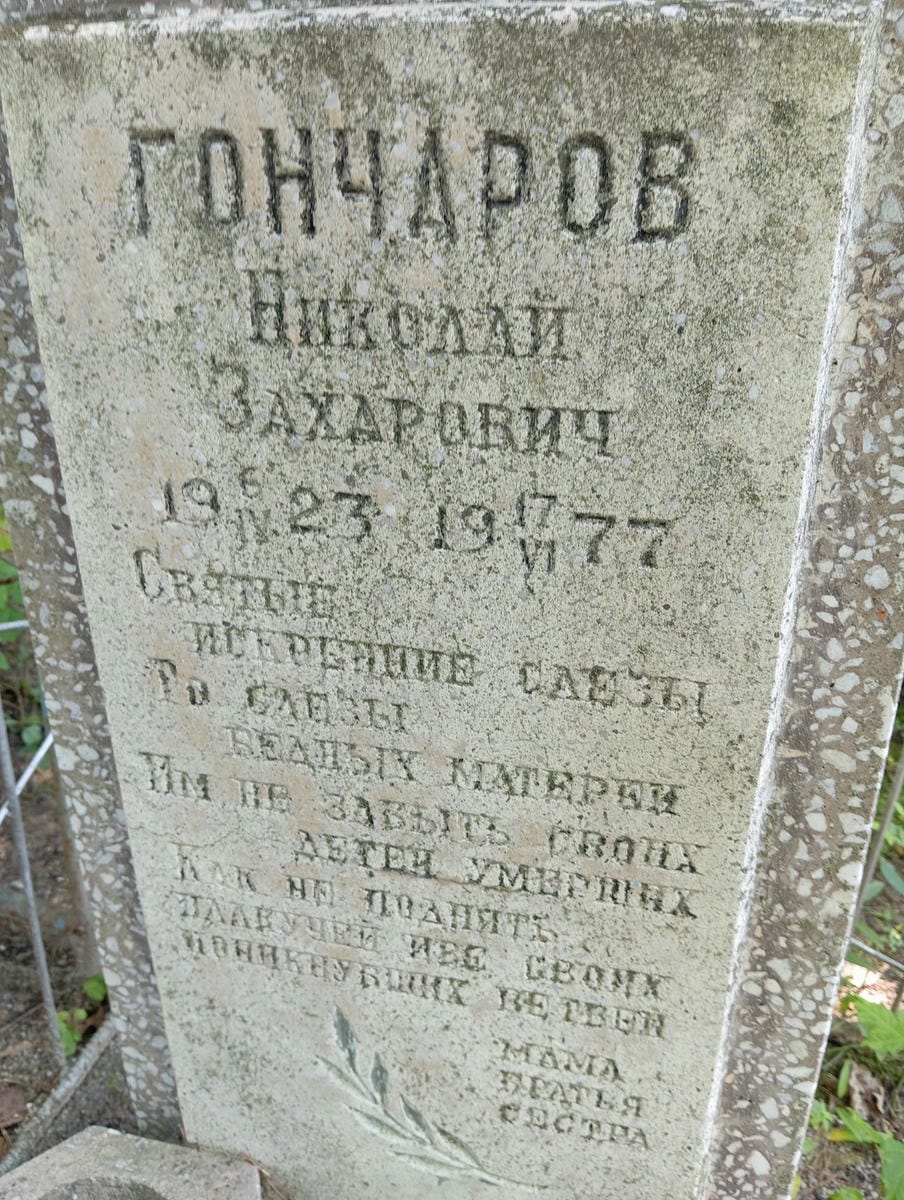 ГОНЧАРОВ
Николай
Захарович
19 6/IV 23 19 17/VI 77
Святые
искренние слезы
То слезы
бедных матерей
Им не забыть своих
детей умерших
Как не поднять
плакучей иве своих
поникнувших ветвей
мама
братья
сестра